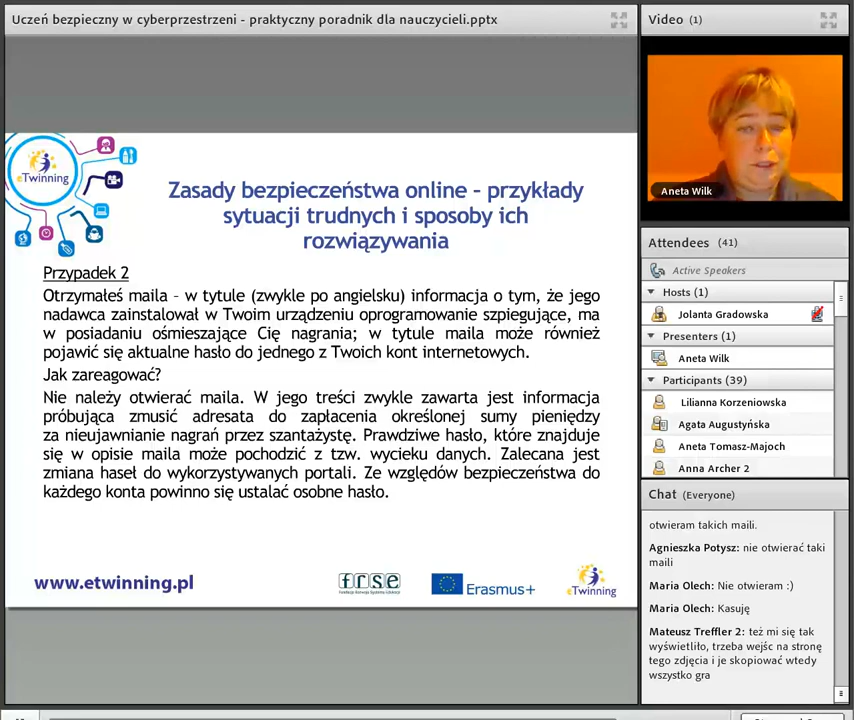 Uczeń bezpieczny w cyberprzestrzeni - praktyczny poradnik dla nauczycieli.pptx
eTwinning
Zasady bezpieczeństwa online – przykłady
sytuacji trudnych i sposoby ich
rozwiązywania
Przypadek 2
Otrzymałeś maila – w tytule (zwykle po angielsku) informacja o tym, że jego
nadawca zainstalował w Twoim urządzeniu oprogramowanie szpiegujące, ma
w posiadaniu ośmieszające Cię nagrania; w tytule maila może również
pojawić się aktualne hasło do jednego z Twoich kont internetowych.
Jak zareagować?
Nie należy otwierać maila. W jego treści zwykle zawarta jest informacja
próbująca zmusić adresata do zapłacenia określonej sumy pieniędzy
za nieujawnianie nagrań przez szantażystę. Prawdziwe hasło, które znajduje
się w opisie maila może pochodzić z tzw. wycieku danych. Zalecana jest
zmiana haseł do wykorzystywanych portali. Ze względów bezpieczeństwa do
każdego konta powinno się ustalać osobne hasło.
www.etwinning.pl
frse
Fundacja Rozwoju Systemu Edukacji
Erasmus+
eTwinning
Video (1)
Aneta Wilk
Attendees (41)
Active Speakers
Hosts (1)
Jolanta Gradowska
Presenters (1)
Aneta Wilk
Participants (39)
Lilianna Korzeniowska
Agata Augustyńska
Aneta Tomasz-Majoch
Anna Archer 2
Chat (Everyone)
otwieram takich maili.
Agnieszka Potysz: nie otwierać taki
maili
Maria Olech: Nie otwieram :)
Maria Olech: Kasuję
Mateusz Treffler 2: też mi się tak
wyświetliło, trzeba wejśc na stronę
tego zdjęcia i je skopiować wtedy
wszystko gra